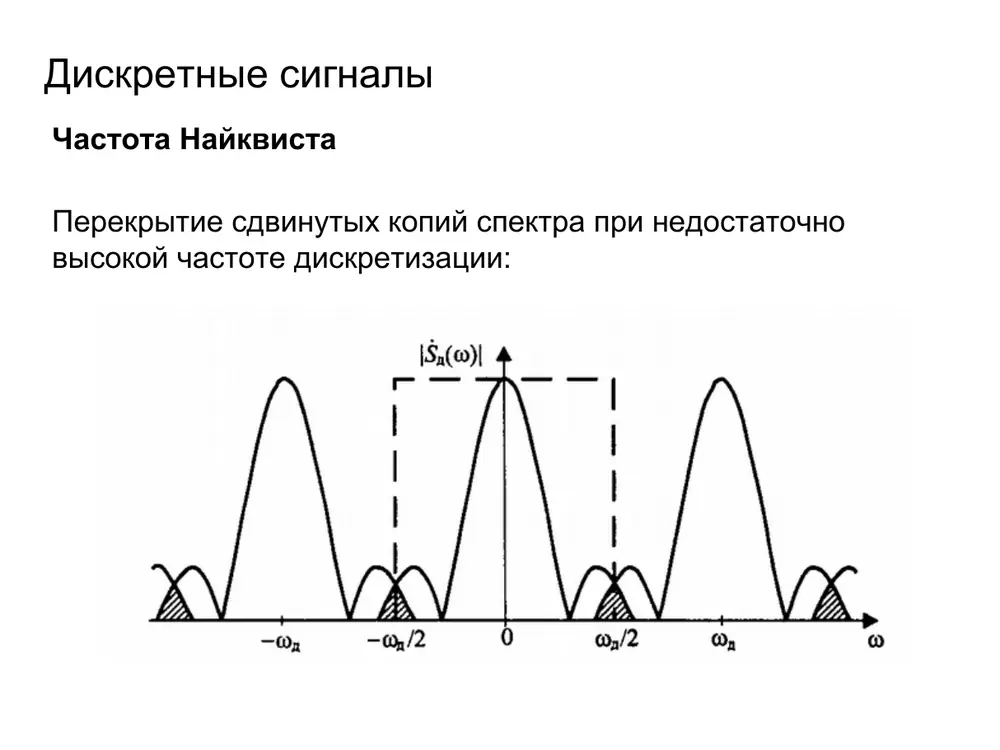 Дискретные сигналы
Частота Найквиста
Перекрытие сдвинутых копий спектра при недостаточно
высокой частоте дискретизации:
|Ṡд(ω)|
−ωд
−ωд/2
0
ωд/2
ωд
ω